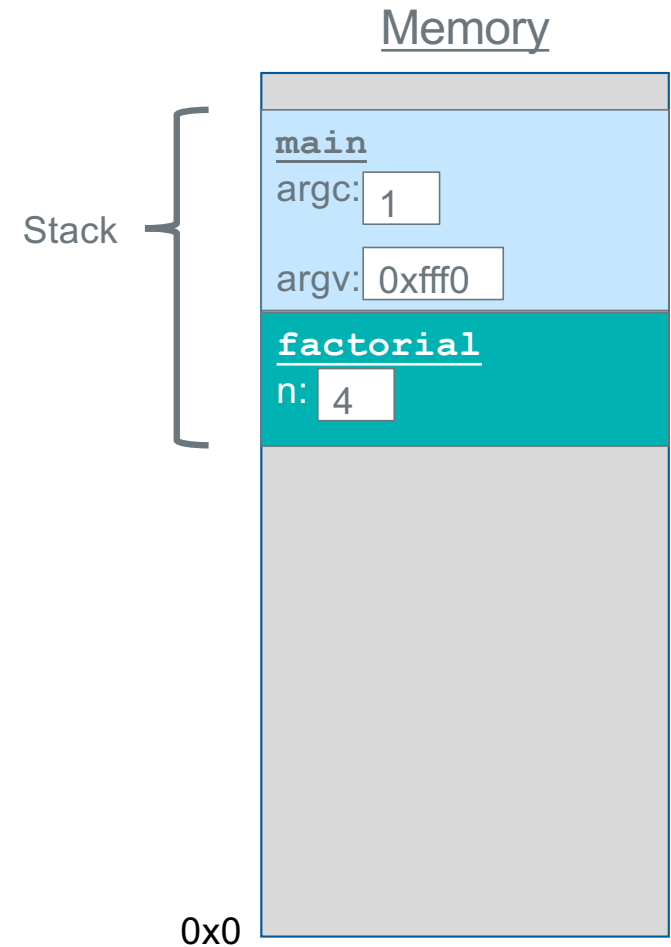 Memory
main
argc: 1
Stack
argv: 0xfff0
factorial
n: 4
0x0